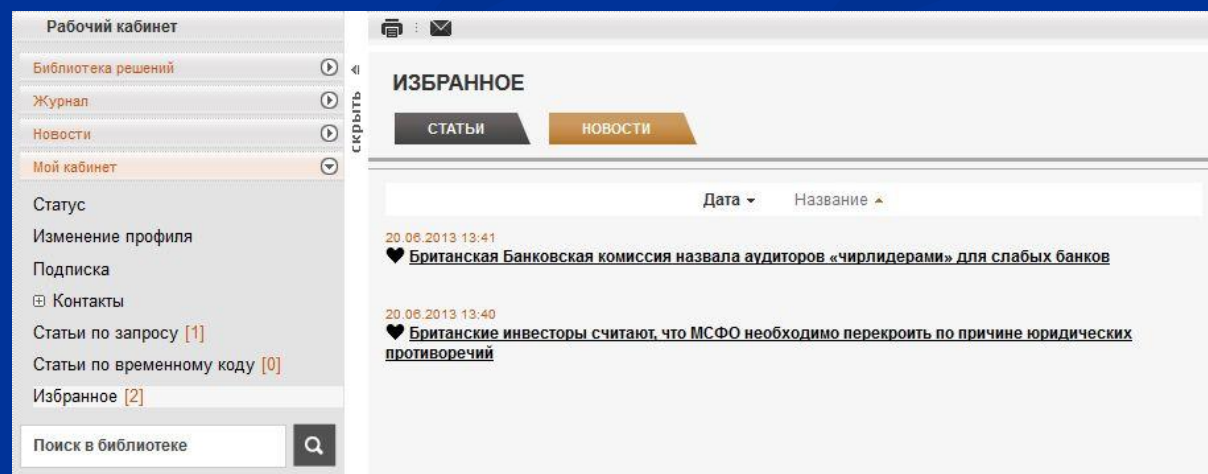 Рабочий кабинет
Библиотека решений
Журнал
Новости
Мой кабинет
Статус
Изменение профиля
Подписка
Контакты
Статьи по запросу [1]
Статьи по временному коду [0]
Избранное [2]
Поиск в библиотеке
скрыть
ИЗБРАННОЕ
СТАТЬИ НОВОСТИ
Дата Название
20.06.2013 13:41
Британская Банковская комиссия назвала аудиторов «чирлидерами» для слабых банков
20.06.2013 13:40
Британские инвесторы считают, что МСФО необходимо перекроить по причине юридических
противоречий